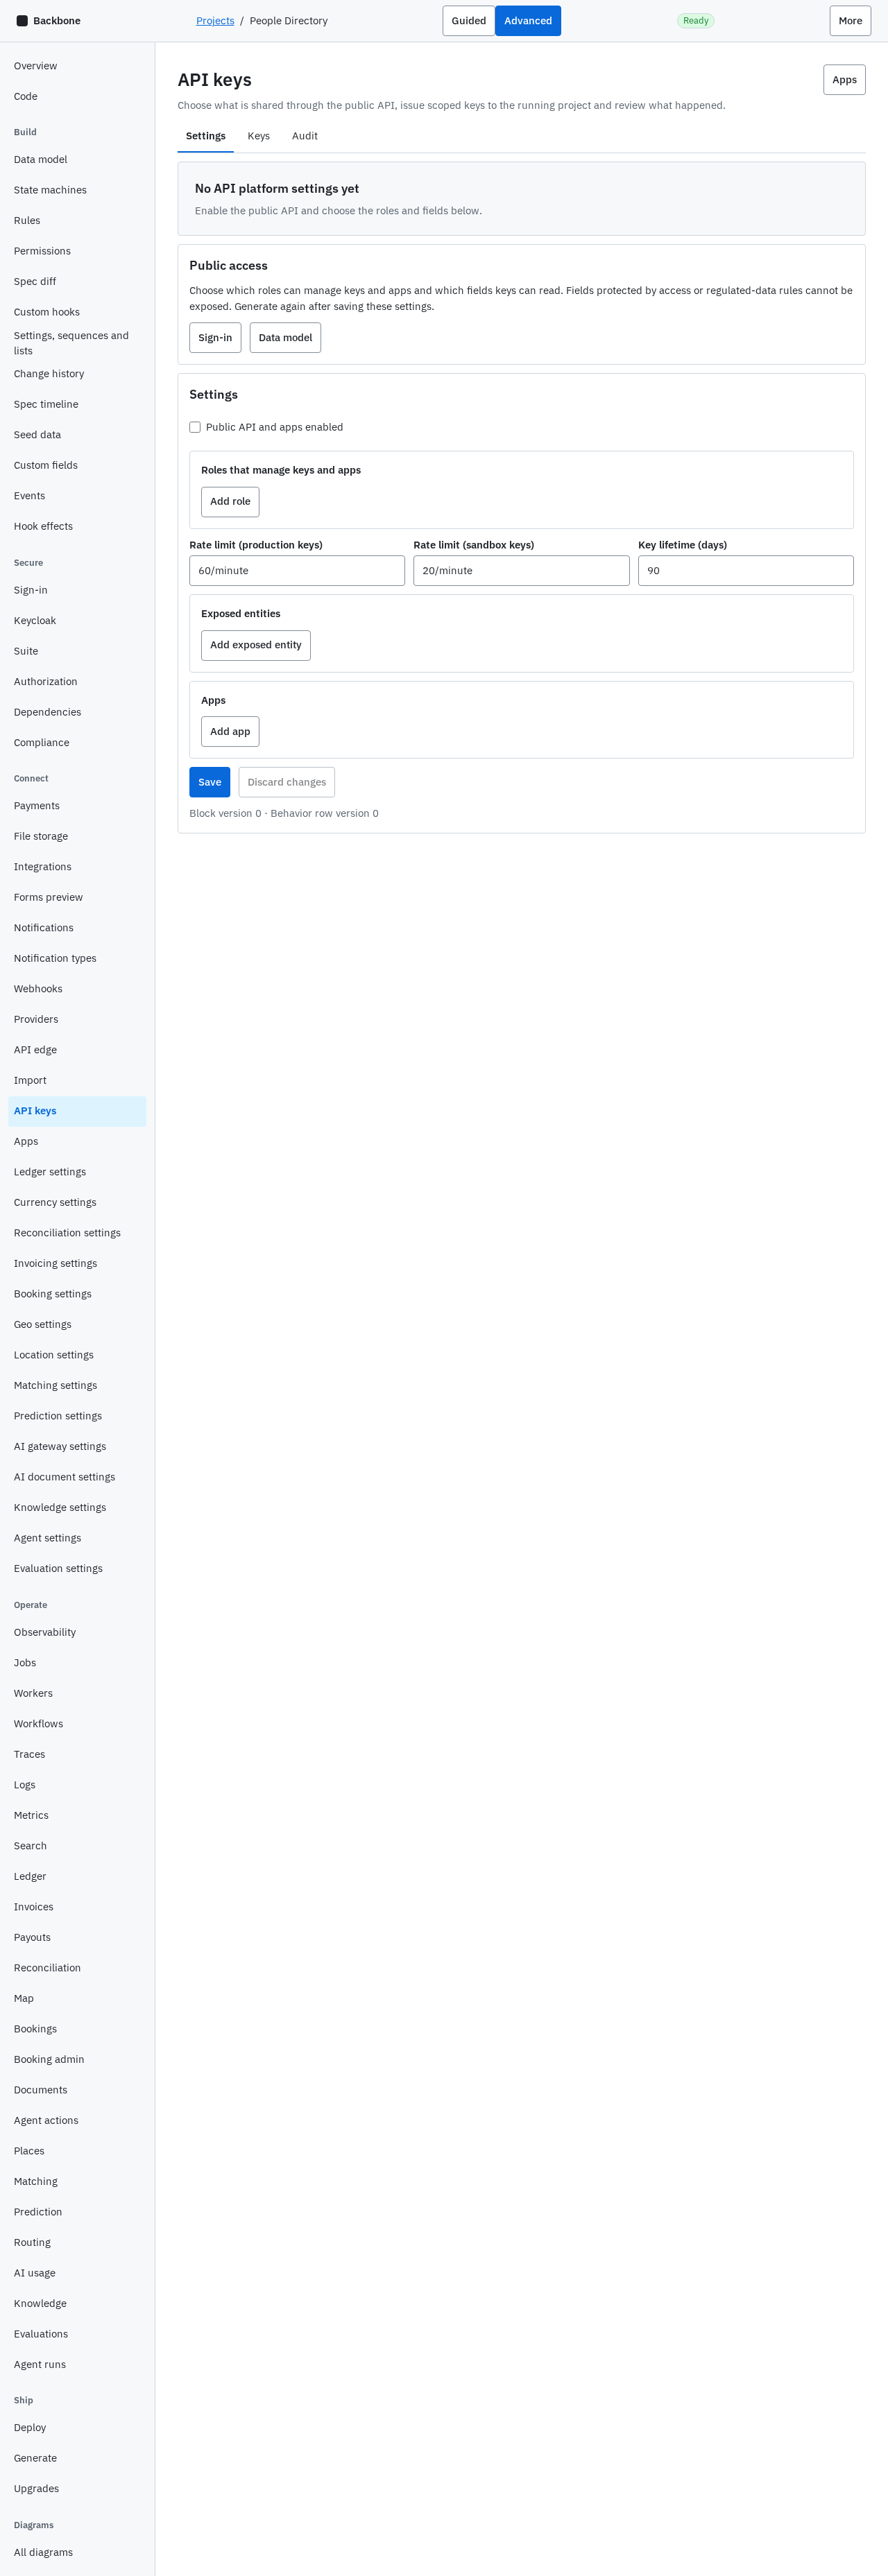 Backbone
Projects / People Directory
Guided
Advanced
Ready
More
Overview
Code
Build
Data model
State machines
Rules
Permissions
Spec diff
Custom hooks
Settings, sequences and
lists
Change history
Spec timeline
Seed data
Custom fields
Events
Hook effects
Secure
Sign-in
Keycloak
Suite
Authorization
Dependencies
Compliance
Connect
Payments
File storage
Integrations
Forms preview
Notifications
Notification types
Webhooks
Providers
API edge
Import
API keys
Apps
Ledger settings
Currency settings
Reconciliation settings
Invoicing settings
Booking settings
Geo settings
Location settings
Matching settings
Prediction settings
AI gateway settings
AI document settings
Knowledge settings
Agent settings
Evaluation settings
Operate
Observability
Jobs
Workers
Workflows
Traces
Logs
Metrics
Search
Ledger
Invoices
Payouts
Reconciliation
Map
Bookings
Booking admin
Documents
Agent actions
Places
Matching
Prediction
Routing
AI usage
Knowledge
Evaluations
Agent runs
Ship
Deploy
Generate
Upgrades
Diagrams
All diagrams
API keys
Apps
Choose what is shared through the public API, issue scoped keys to the running project and review what happened.
Settings
Keys
Audit
No API platform settings yet
Enable the public API and choose the roles and fields below.
Public access
Choose which roles can manage keys and apps and which fields keys can read. Fields protected by access or regulated-data rules cannot be
exposed. Generate again after saving these settings.
Sign-in
Data model
Settings
Public API and apps enabled
Roles that manage keys and apps
Add role
Rate limit (production keys)
Rate limit (sandbox keys)
Key lifetime (days)
60/minute
20/minute
90
Exposed entities
Add exposed entity
Apps
Add app
Save
Discard changes
Block version 0 · Behavior row version 0